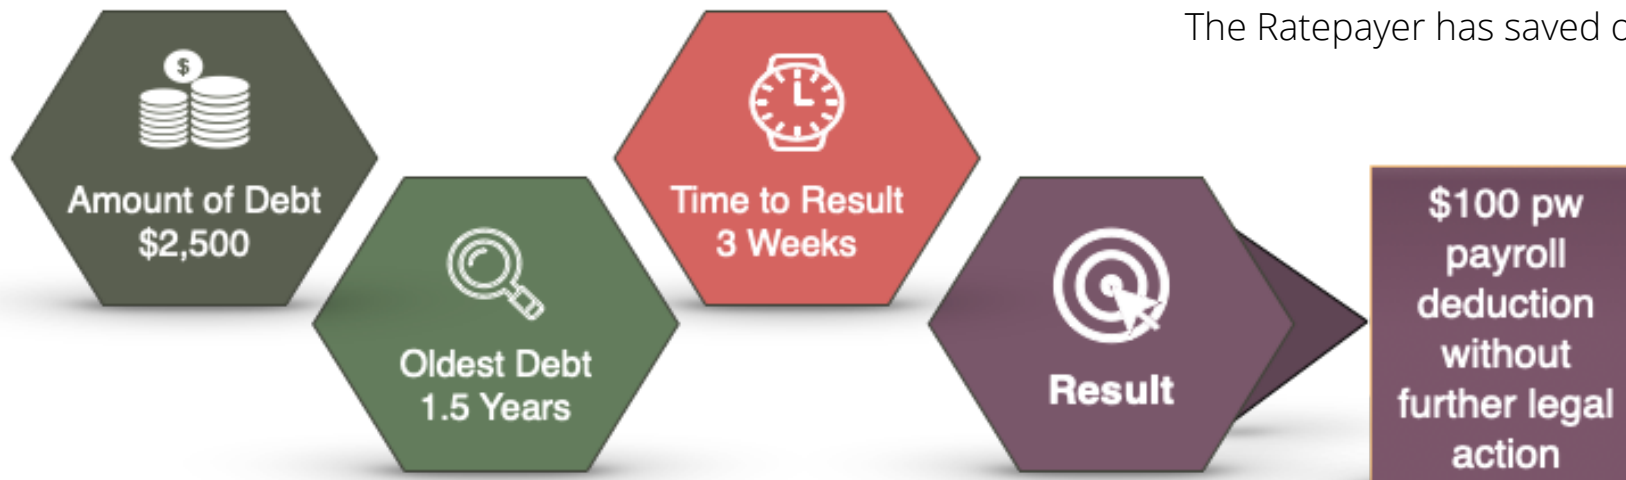 The Ratepayer has saved
$
Amount of Debt
$2,500
Oldest Debt
1.5 Years
Time to Result
3 Weeks
Result
$100 pw
payroll
deduction
without
further legal
action